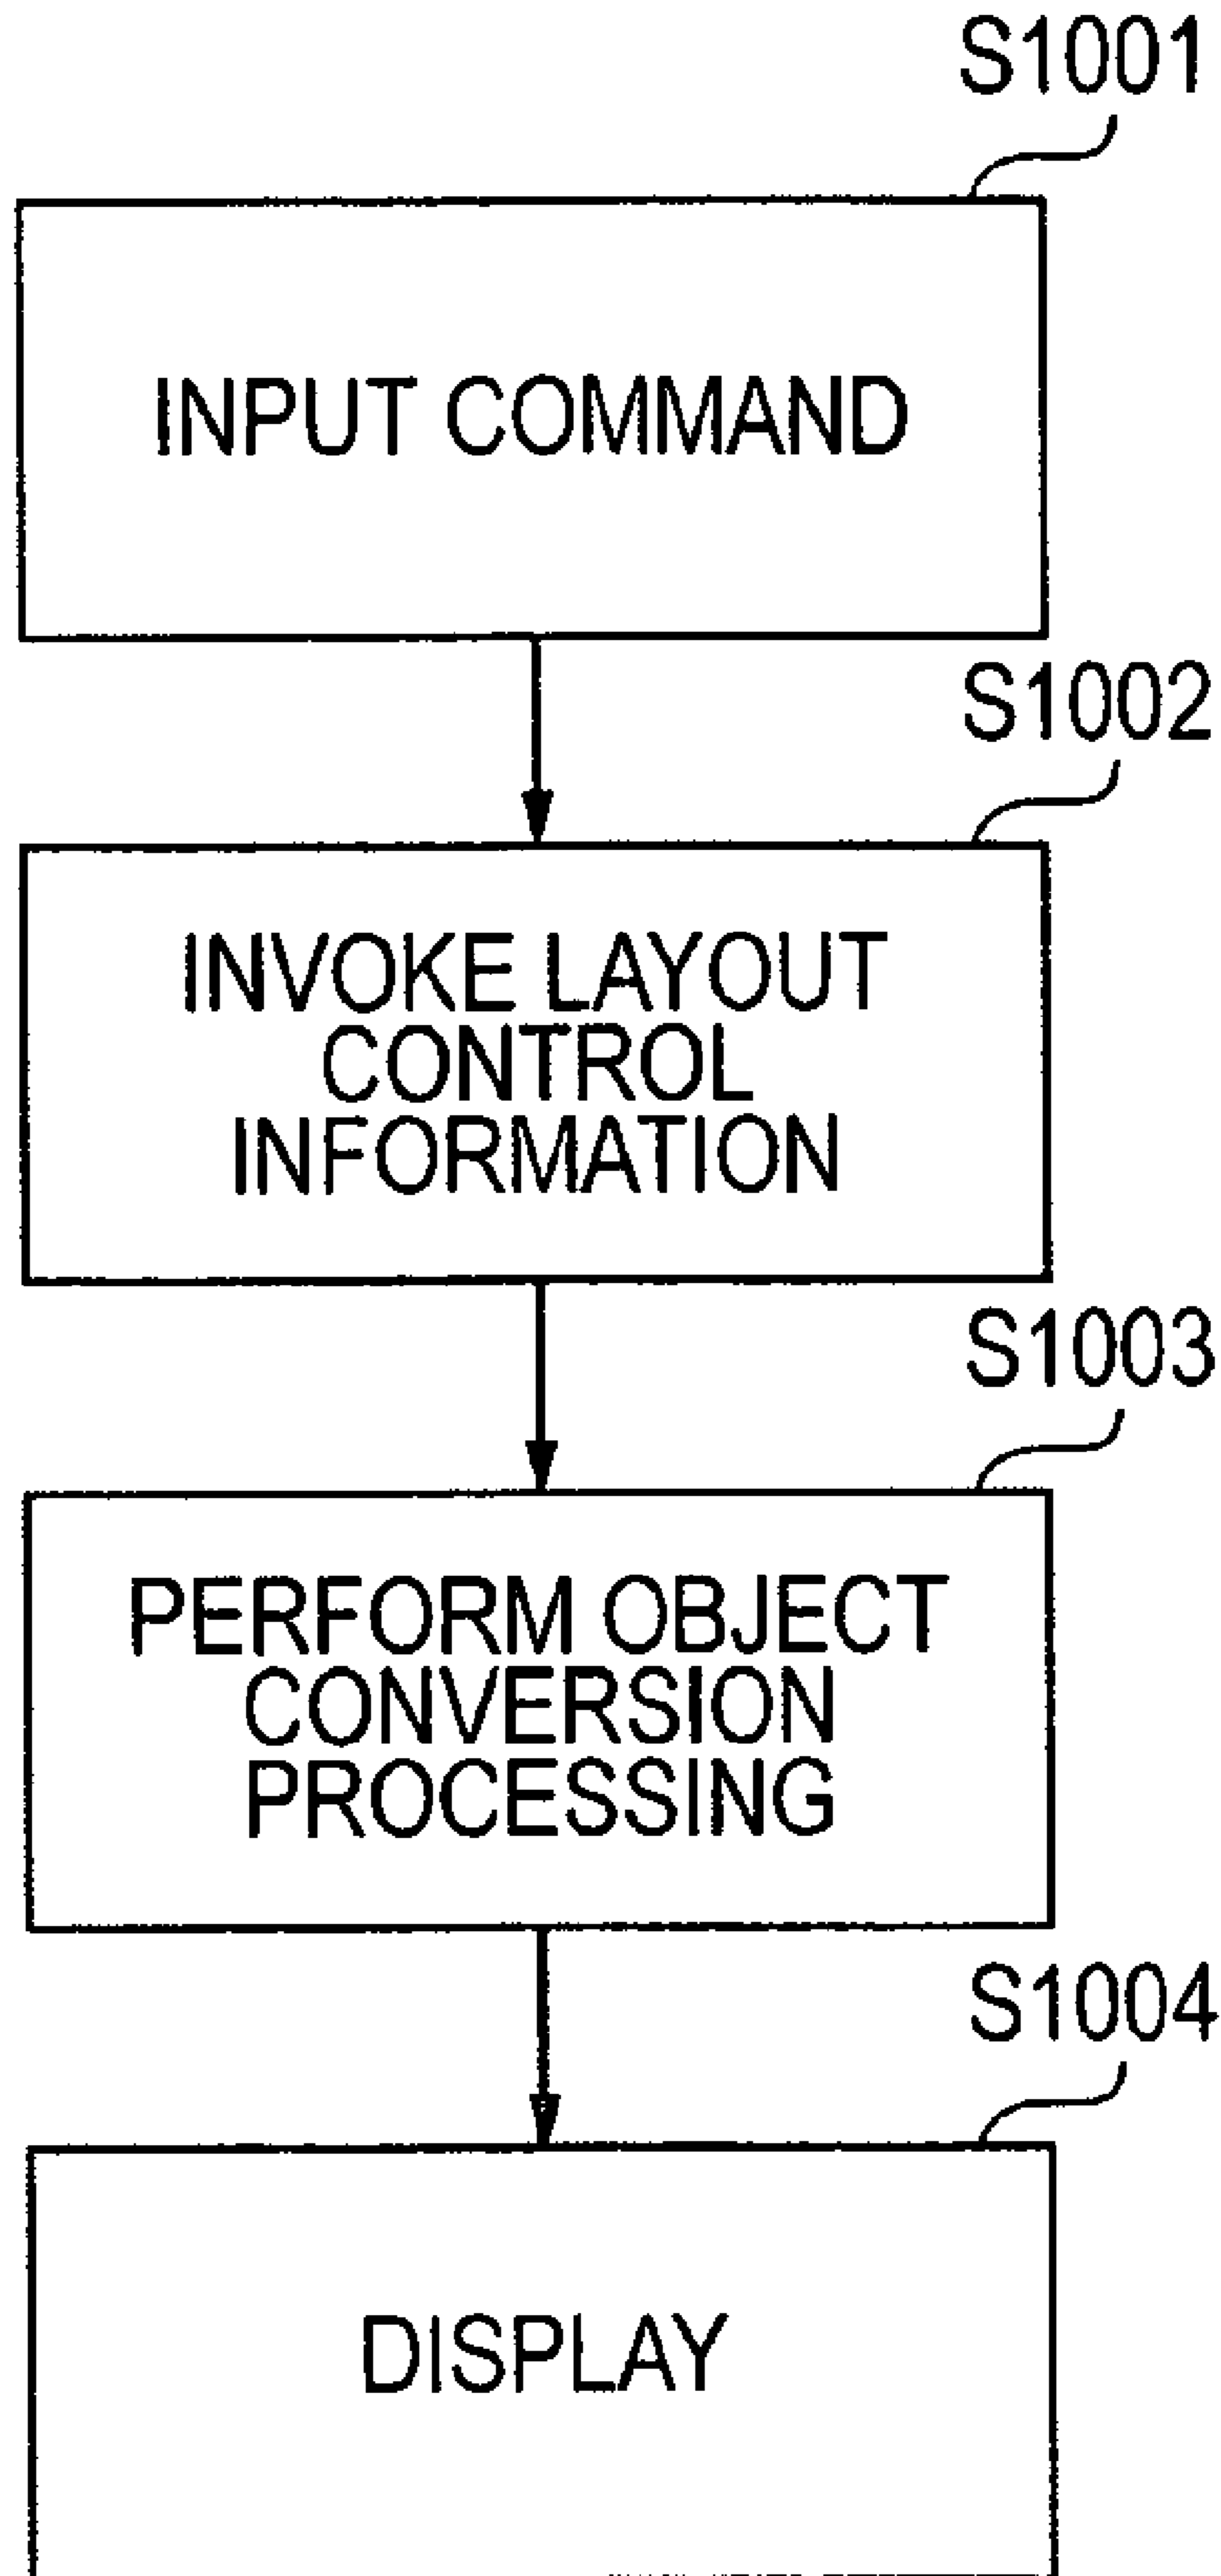 S1001
INPUT COMMAND
S1002
INVOKE LAYOUT
CONTROL
INFORMATION
S1003
PERFORM OBJECT
CONVERSION
PROCESSING
S1004
DISPLAY